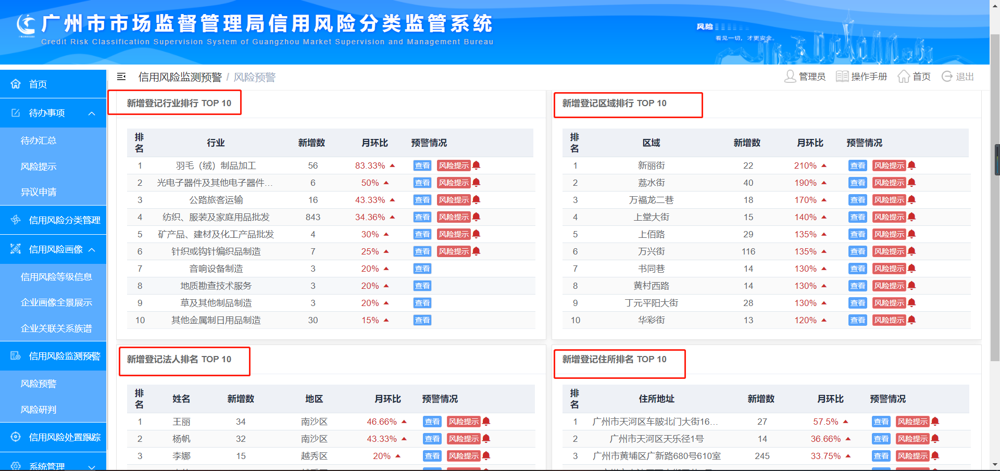 广州市市场监督管理局信用风险分类监管系统
Credit Risk Classification Supervision System of Guangzhou Market Supervision and Management Bureau
风险
看见一切，才更安全。
首页
待办事项
待办汇总
风险提示
异议申请
信用风险分类管理
信用风险画像
信用风险等级信息
企业画像全景展示
企业关联关系族谱
信用风险监测预警
风险预警
风险研判
信用风险处置跟踪
系统管理
信用风险监测预警 / 风险预警
管理员 操作手册 首页 退出
新增登记行业排行 TOP 10
排名 行业 新增数 月环比 预警情况
1 羽毛（绒）制品加工 56 83.33% 查看 风险提示
2 光电子器件及其他电子器件... 6 50% 查看 风险提示
3 公路旅客运输 16 43.33% 查看 风险提示
4 纺织、服装及家庭用品批发 843 34.36% 查看 风险提示
5 矿产品、建材及化工产品批发 4 30% 查看 风险提示
6 针织或钩针编织品制造 7 25% 查看 风险提示
7 音响设备制造 3 20% 查看
8 地质勘查技术服务 3 20% 查看
9 草及其他制品制造 3 20% 查看
10 其他金属制日用品制造 30 15% 查看
新增登记区域排行 TOP 10
排名 区域 新增数 月环比 预警情况
1 新丽街 22 210% 查看 风险提示
2 荔水街 40 190% 查看 风险提示
3 万福龙二巷 18 170% 查看 风险提示
4 上堂大街 15 140% 查看 风险提示
5 上佰路 29 135% 查看 风险提示
6 万兴街 116 135% 查看 风险提示
7 书同巷 14 130% 查看 风险提示
8 黄村西路 14 130% 查看 风险提示
9 丁元平阳大街 28 130% 查看 风险提示
10 华彩街 13 120% 查看 风险提示
新增登记法人排名 TOP 10
排名 姓名 新增数 地区 月环比 预警情况
1 王丽 34 南沙区 46.66% 查看 风险提示
2 杨帆 32 南沙区 43.33% 查看 风险提示
3 李娜 15 越秀区 20% 查看 风险提示
新增登记住所排名 TOP 10
排名 住所地址 新增数 月环比 预警情况
1 广州市天河区车陂北门大街16... 27 57.5% 查看 风险提示
2 广州市天河区天乐径1号 14 36.66% 查看 风险提示
3 广州市黄埔区广新路680号610室 245 33.75% 查看 风险提示